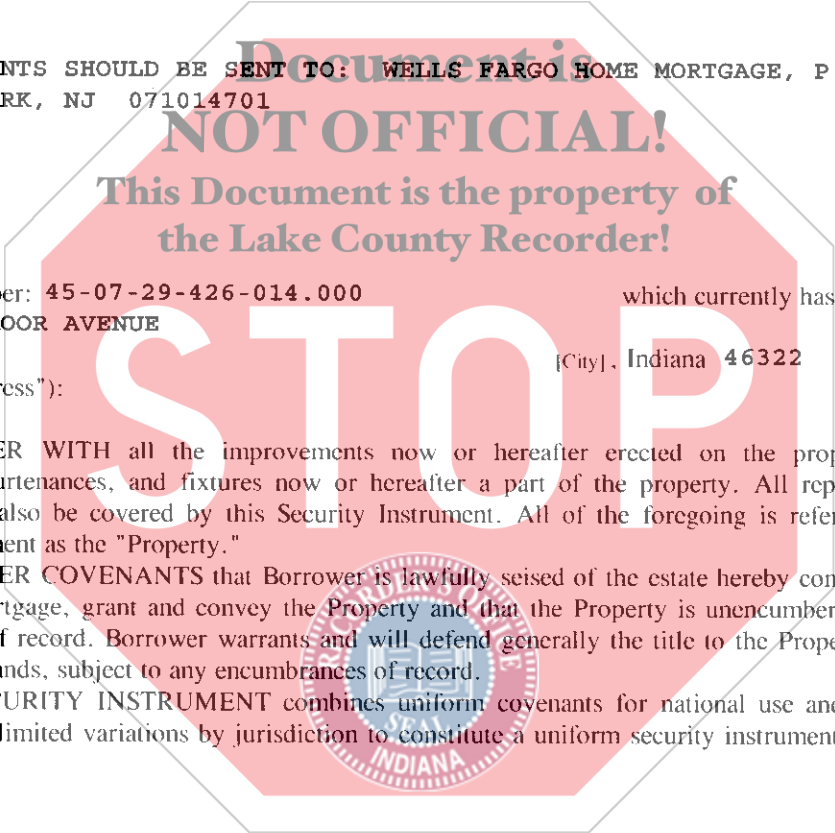 Document is
NTS SHOULD BE SENT TO: WELLS FARGO HOME MORTGAGE, P
RK, NJ 071014701
NOT OFFICIAL!
This Document is the property of
the Lake County Recorder!
er: 45-07-29-426-014.000 which currently has
OOR AVENUE
[City], Indiana 46322
ess"):
STOP
ER WITH all the improvements now or hereafter erected on the prop
urtenances, and fixtures now or hereafter a part of the property. All rep
also be covered by this Security Instrument. All of the foregoing is refer
ent as the "Property."
ER COVENANTS that Borrower is lawfully seised of the estate hereby con
rtgage, grant and convey the Property and that the Property is unencumber
f record. Borrower warrants and will defend generally the title to the Prope
ands, subject to any encumbrances of record.
URITY INSTRUMENT combines uniform covenants for national use and
limited variations by jurisdiction to constitute a uniform security instrument
RECORDER'S OFFICE
SEAL
INDIANA